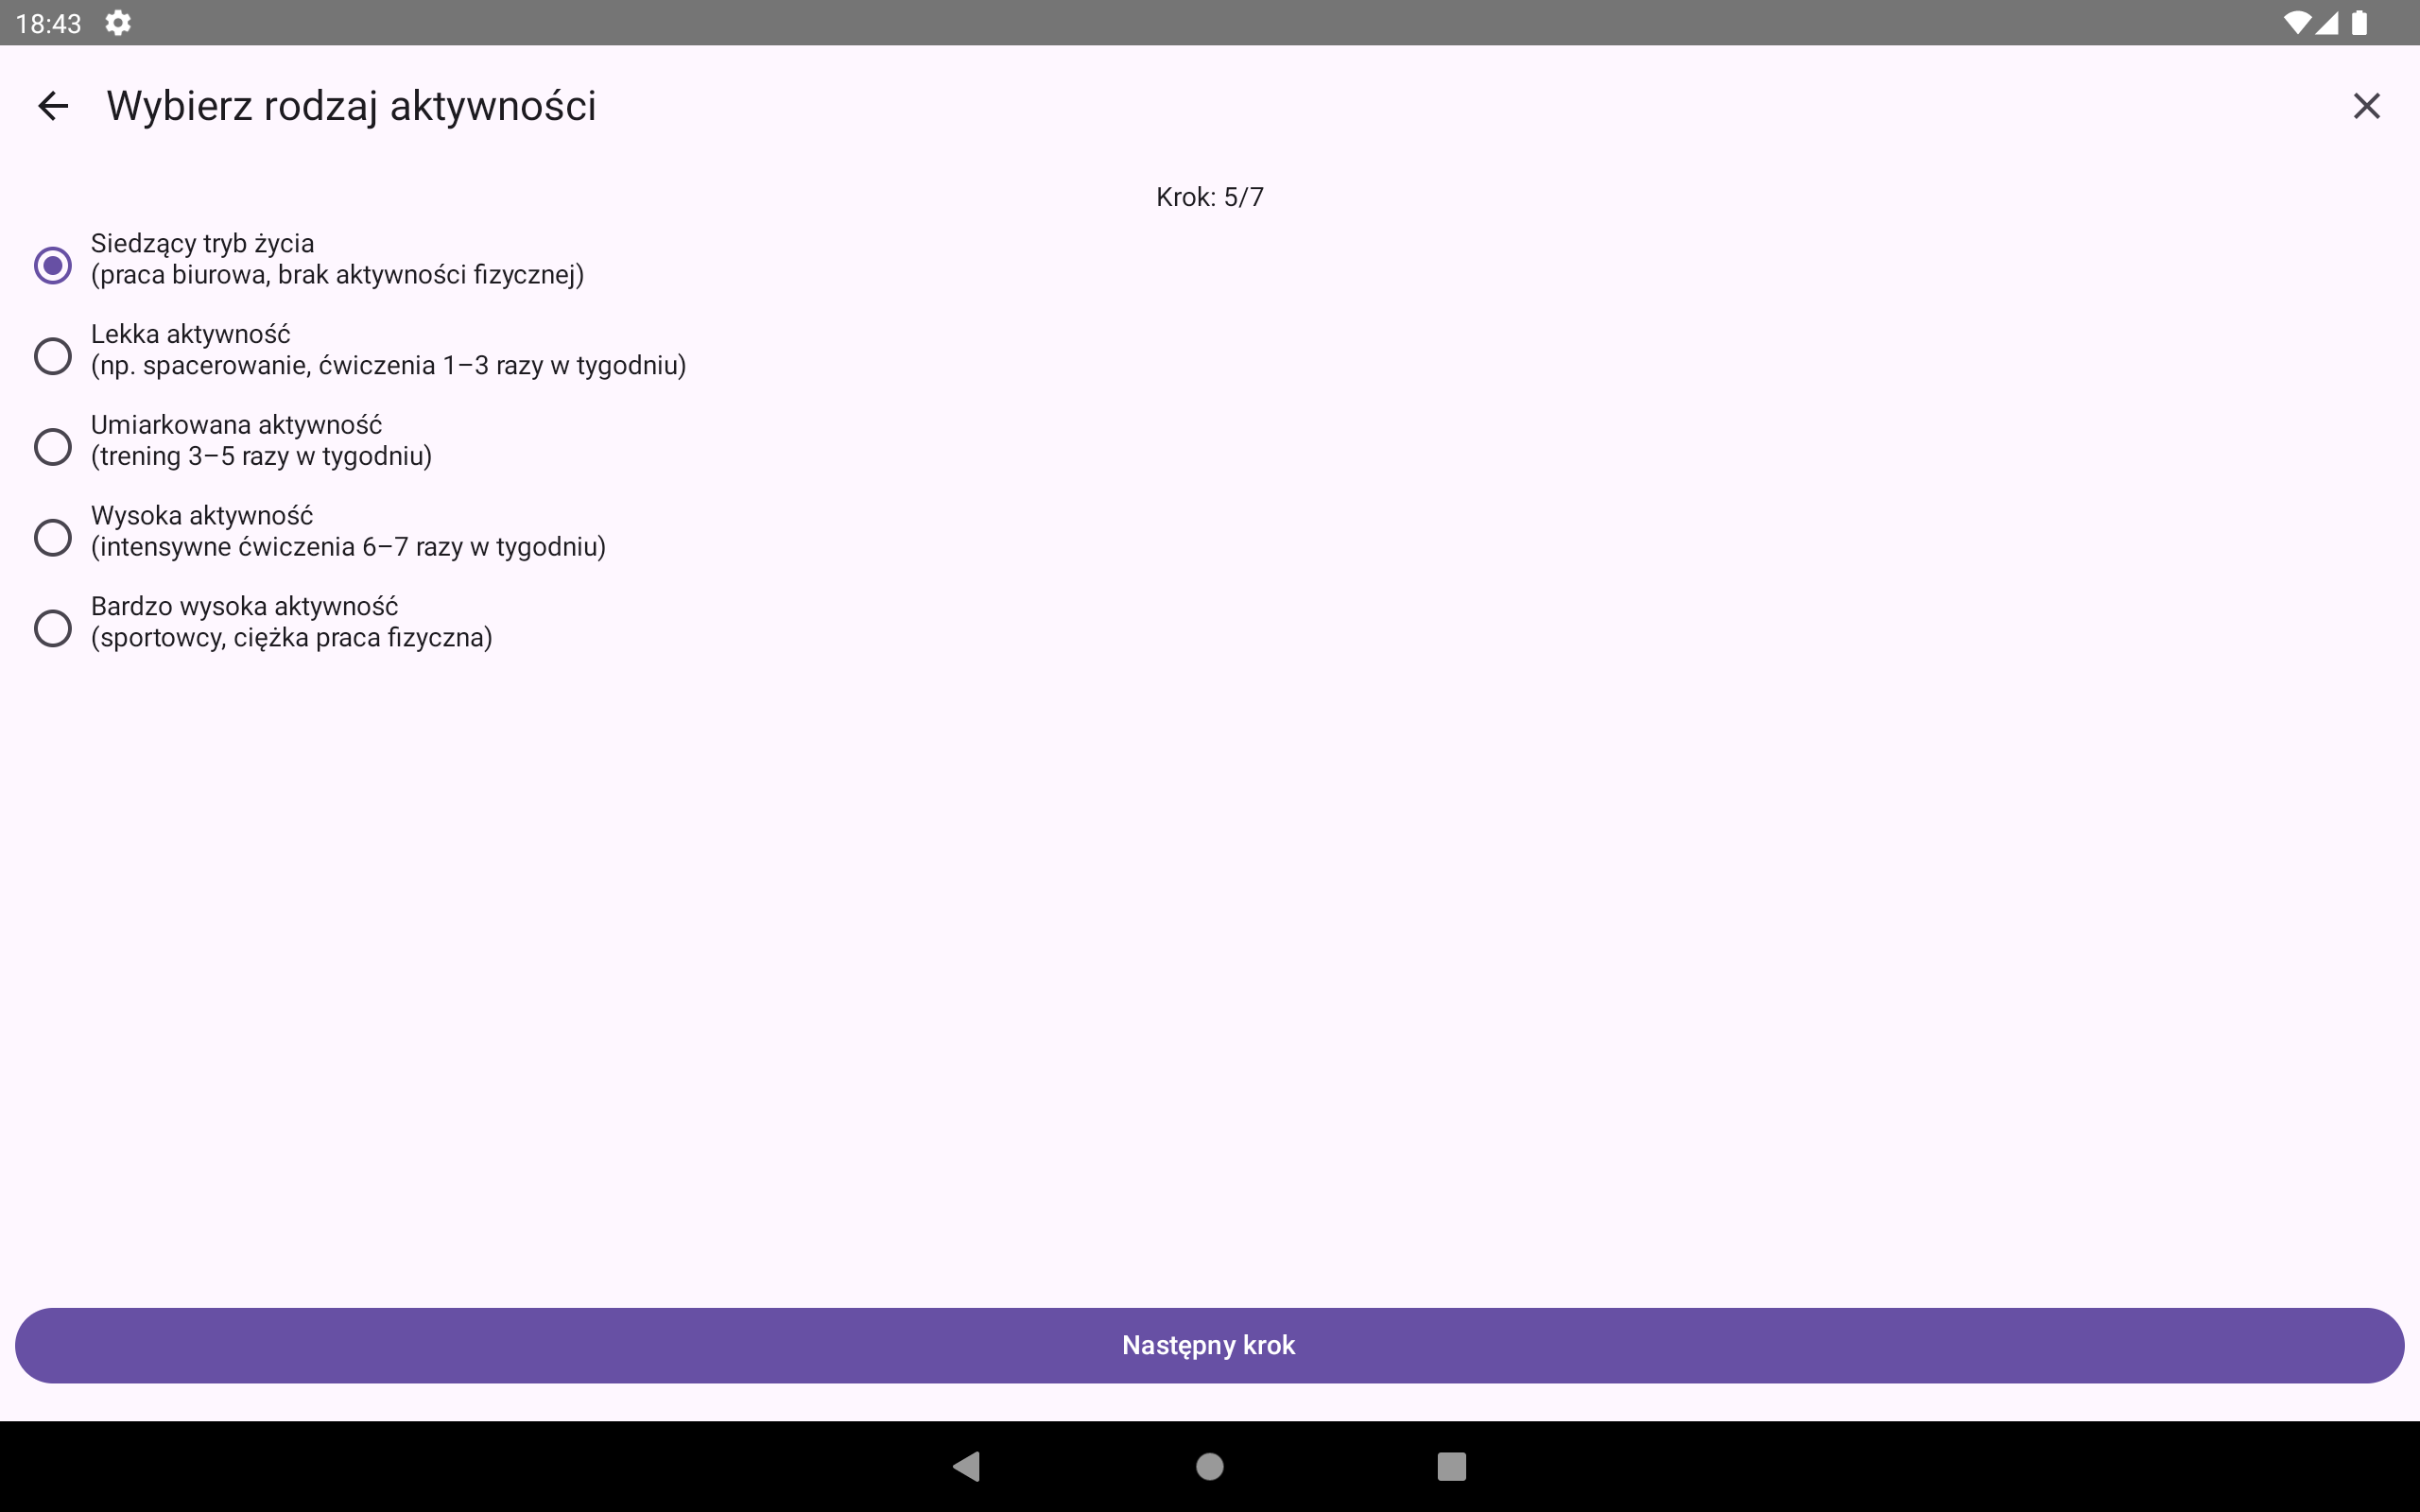 18:43
Wybierz rodzaj aktywności
Krok: 5/7
Siedzący tryb życia
(praca biurowa, brak aktywności fizycznej)
Lekka aktywność
(np. spacerowanie, ćwiczenia 1–3 razy w tygodniu)
Umiarkowana aktywność
(trening 3–5 razy w tygodniu)
Wysoka aktywność
(intensywne ćwiczenia 6–7 razy w tygodniu)
Bardzo wysoka aktywność
(sportowcy, ciężka praca fizyczna)
Następny krok